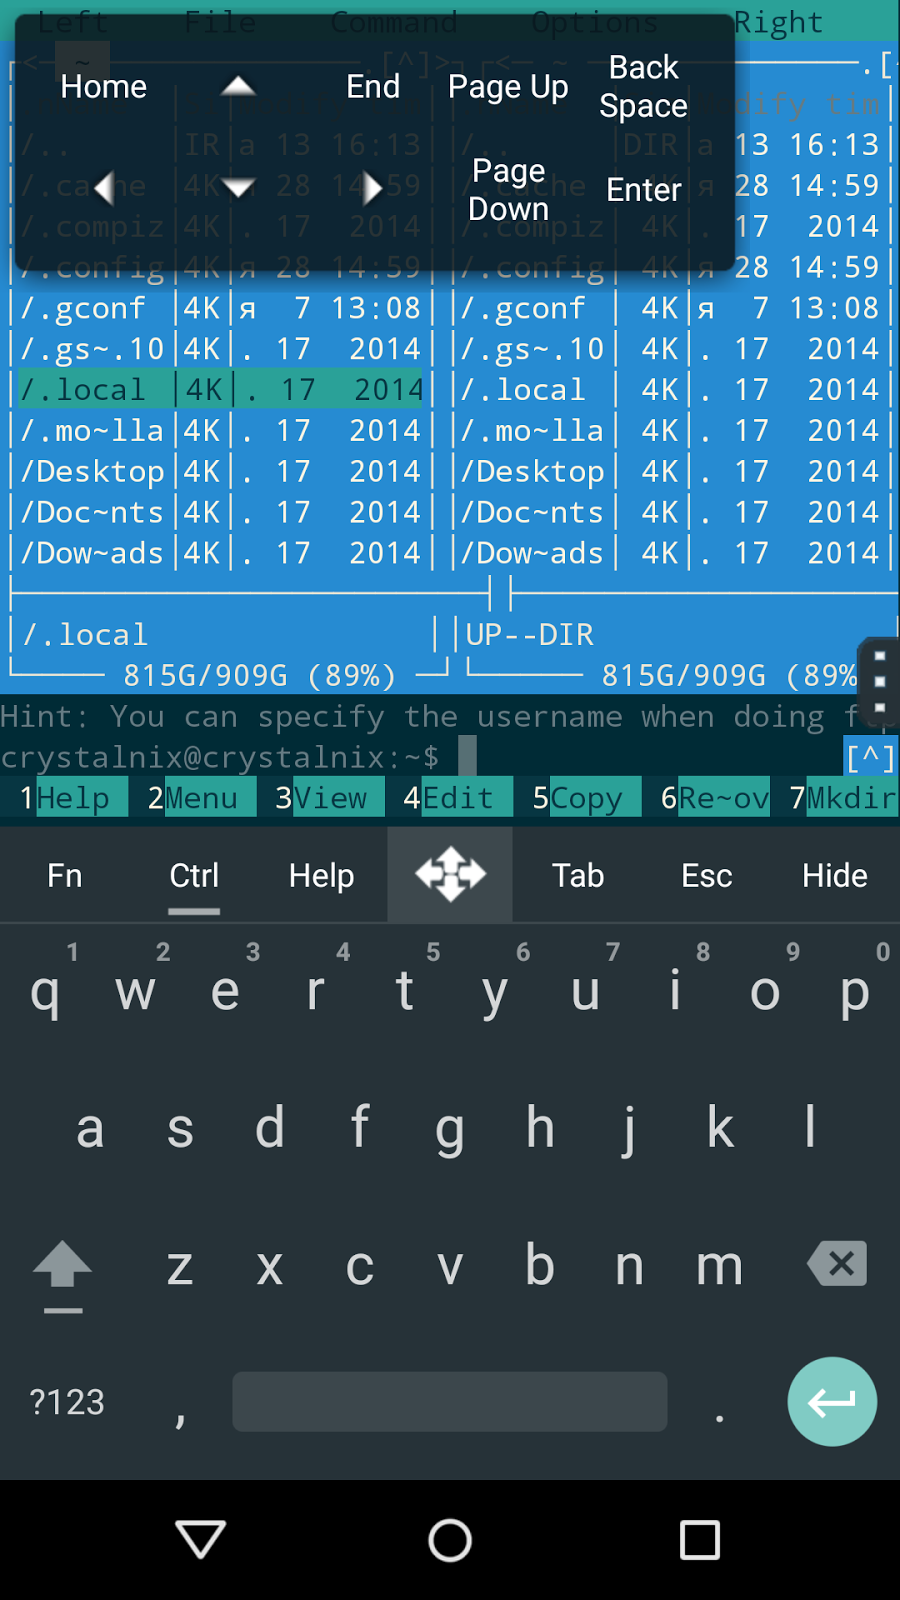 Left File Command Options Right
Home End Page Up Back Space
Page Down Enter
<─ ~ ─.[^]> <─ ~ ─.[
dify tim
/.. IR а 13 16:13 /.. DIR а 13 16:13
/.cache 4K я 28 14:59 /.cache 4K я 28 14:59
/.compiz 4K . 17 2014 /.compiz 4K . 17 2014
/.config 4K я 28 14:59 /.config 4K я 28 14:59
/.gconf 4K я 7 13:08 /.gconf 4K я 7 13:08
/.gs~.10 4K . 17 2014 /.gs~.10 4K . 17 2014
/.local 4K . 17 2014 /.local 4K . 17 2014
/.mo~lla 4K . 17 2014 /.mo~lla 4K . 17 2014
/Desktop 4K . 17 2014 /Desktop 4K . 17 2014
/Doc~nts 4K . 17 2014 /Doc~nts 4K . 17 2014
/Dow~ads 4K . 17 2014 /Dow~ads 4K . 17 2014
/.local UP--DIR
815G/909G (89%) 815G/909G (89%
Hint: You can specify the username when doing ftp
crystalnix@crystalnix:~$ [^]
1Help 2Menu 3View 4Edit 5Copy 6Re~ov 7Mkdir
Fn Ctrl Help Tab Esc Hide
1 2 3 4 5 6 7 8 9 0
q w e r t y u i o p
a s d f g h j k l
z x c v b n m
?123 , .